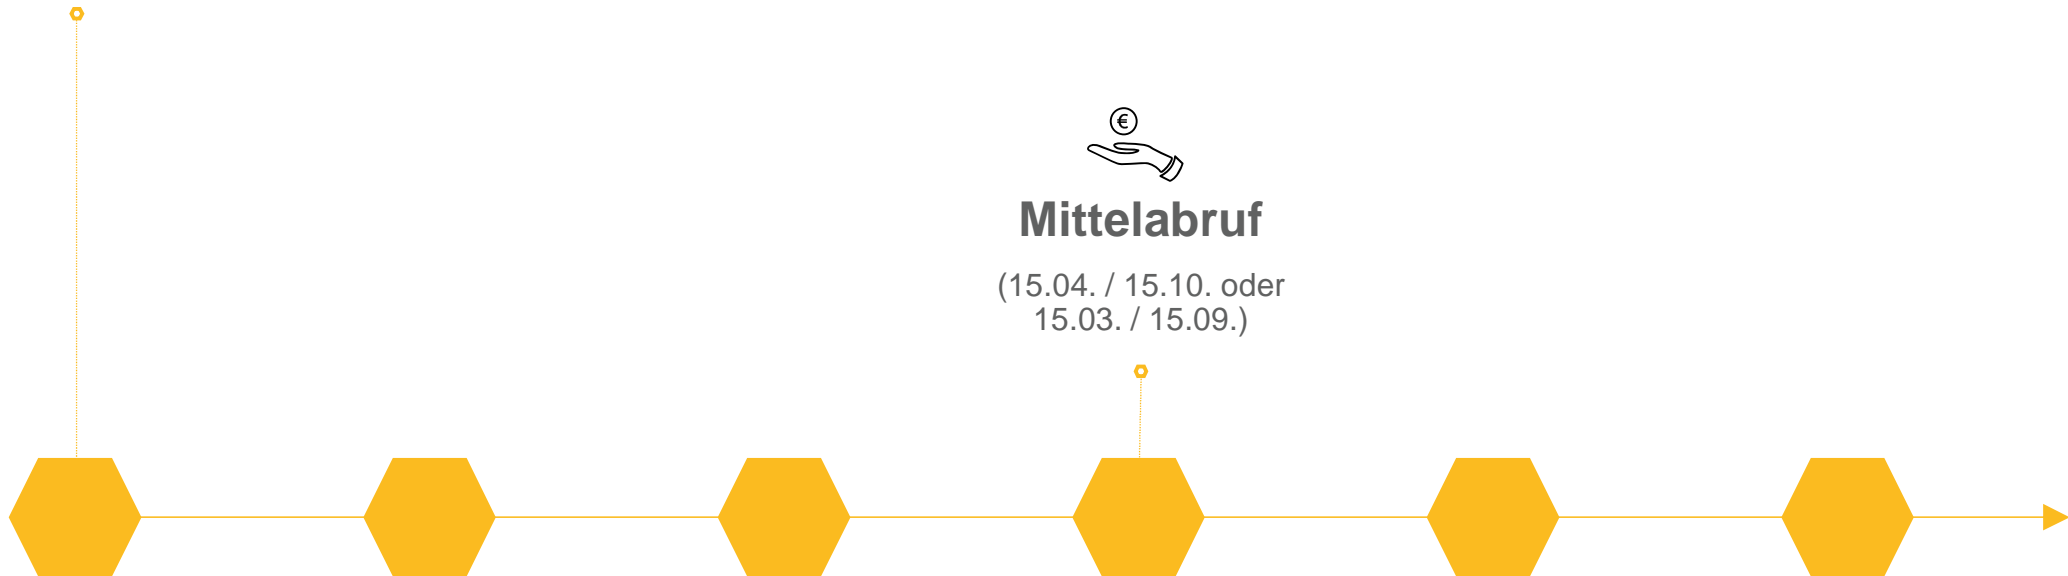 €
Mittelabruf
(15.04. / 15.10. oder
15.03. / 15.09.)